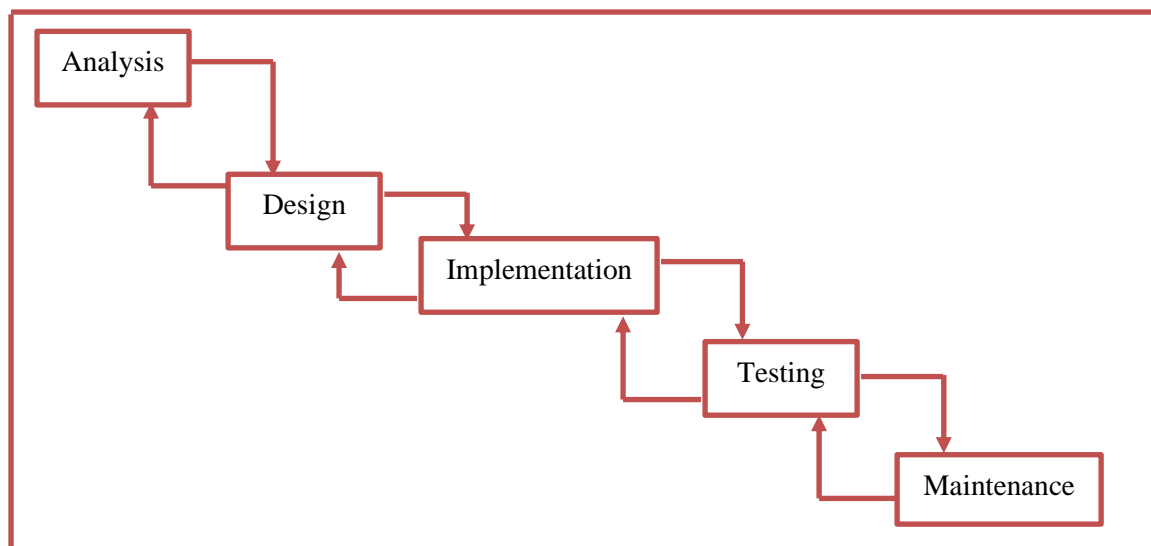 Analysis
Design
Implementation
Testing
Maintenance